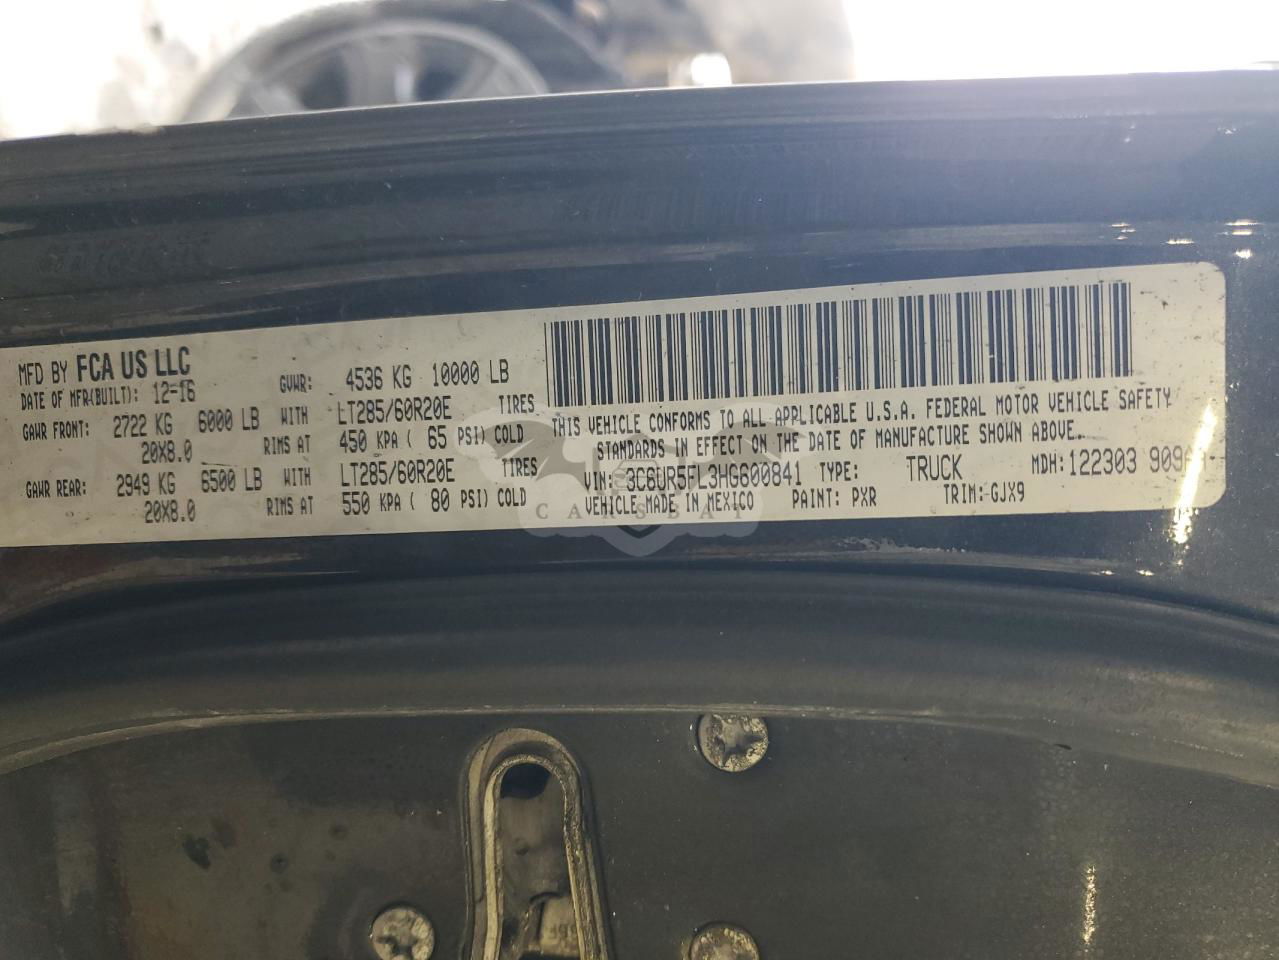 MFD BY FCA US LLC
DATE OF MFR(BUILT): 12-16 GVWR: 4536 KG 10000 LB
GAWR FRONT: 2722 KG 6000 LB WITH LT285/60R20E TIRES
20X8.0 RIMS AT 450 KPA ( 65 PSI) COLD
GAWR REAR: 2949 KG 6500 LB WITH LT285/60R20E TIRES
20X8.0 RIMS AT 550 KPA ( 80 PSI) COLD
THIS VEHICLE CONFORMS TO ALL APPLICABLE U.S.A. FEDERAL MOTOR VEHICLE SAFETY
STANDARDS IN EFFECT ON THE DATE OF MANUFACTURE SHOWN ABOVE.
VIN: 3C6UR5FL3HG600841 TYPE: TRUCK MDH: 122303
VEHICLE MADE IN MEXICO PAINT: PXR TRIM: GJX9
CARSBAT